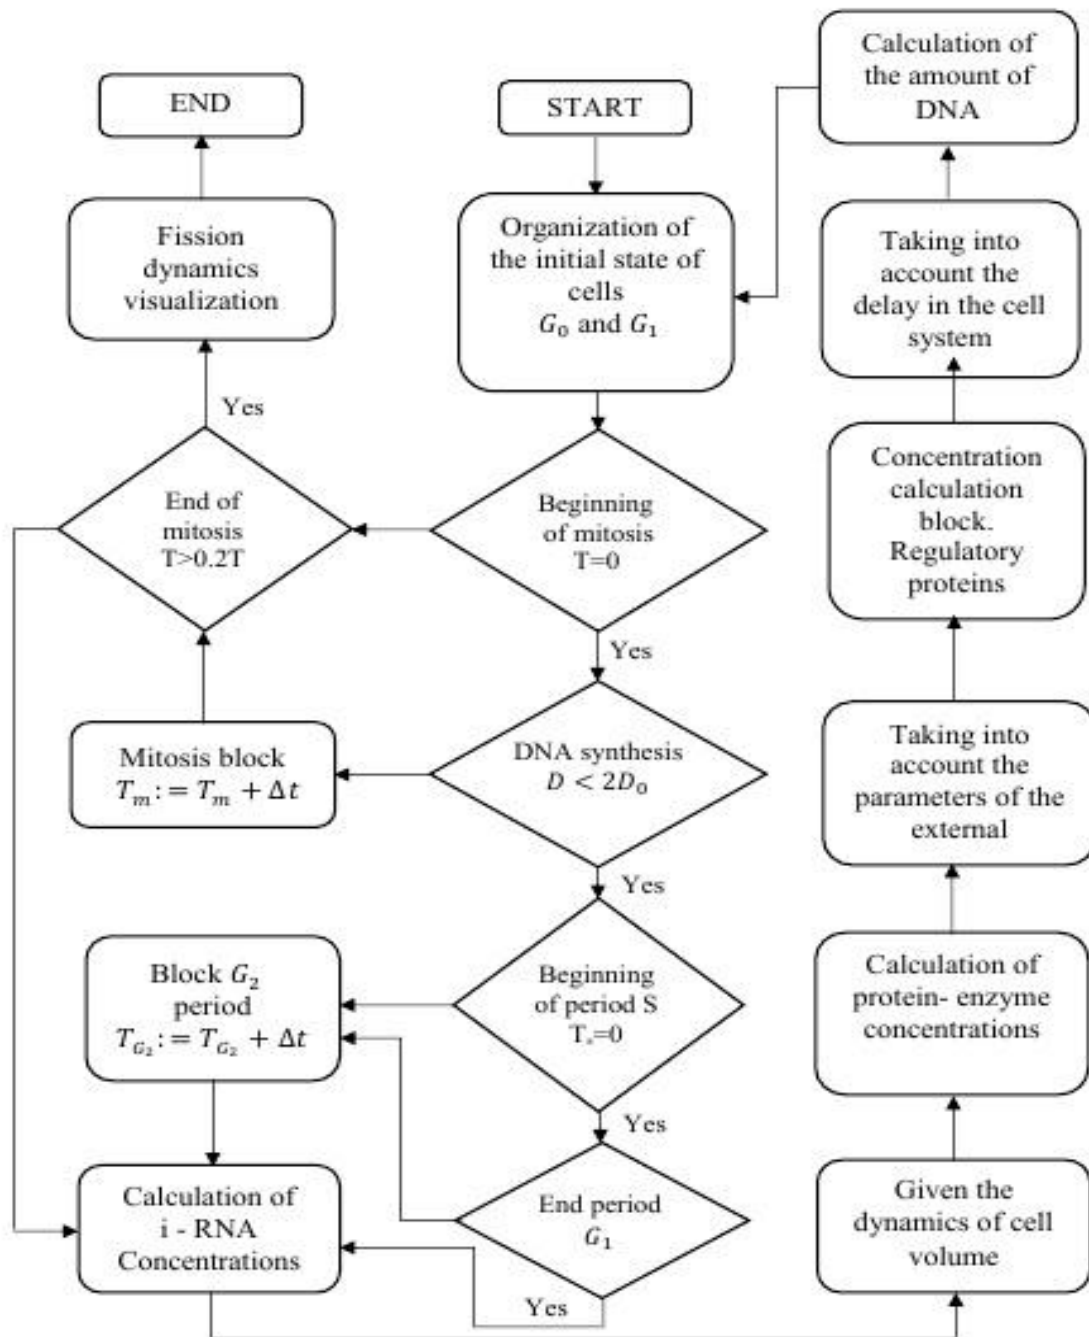 END
START
Calculation of
the amount of
DNA
Fission
dynamics
visualization
Organization of
the initial state of
cells
G₀ and G₁
Taking into
account the
delay in the cell
system
Yes
End of
mitosis
T>0.2T
Beginning
of mitosis
T=0
Concentration
calculation
block.
Regulatory
proteins
Yes
Mitosis block
Tₘ: = Tₘ + Δt
DNA synthesis
D < 2D₀
Taking into
account the
parameters of the
external
Yes
Block G₂
period
T_{G₂}: = T_{G₂} + Δt
Beginning
of period S
Tₛ=0
Calculation of
protein- enzyme
concentrations
Yes
Calculation of
i - RNA
Concentrations
End period
G₁
Given the
dynamics of cell
volume
Yes